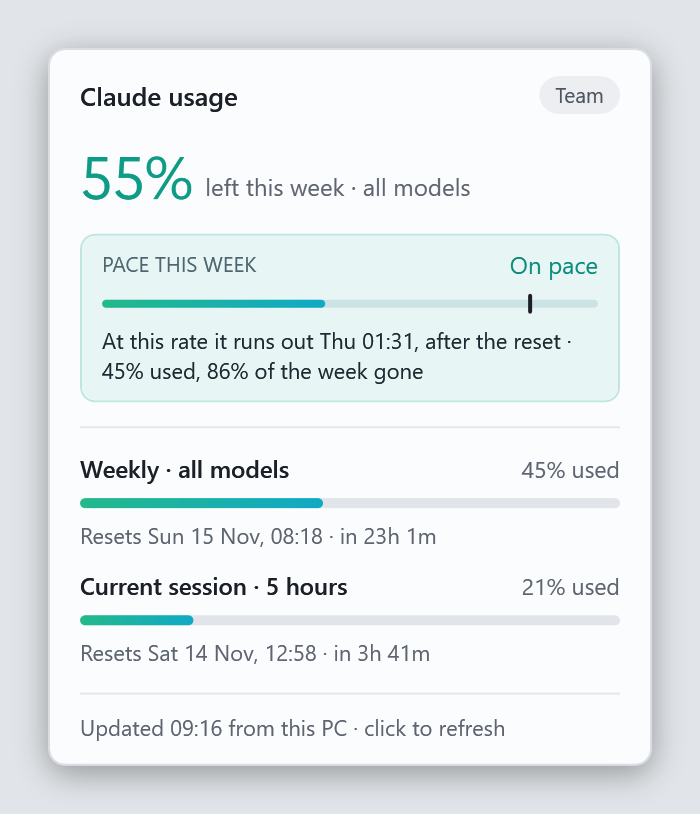 Claude usage
Team
55% left this week · all models
PACE THIS WEEK
On pace
At this rate it runs out Thu 01:31, after the reset ·
45% used, 86% of the week gone
Weekly · all models
45% used
Resets Sun 15 Nov, 08:18 · in 23h 1m
Current session · 5 hours
21% used
Resets Sat 14 Nov, 12:58 · in 3h 41m
Updated 09:16 from this PC · click to refresh